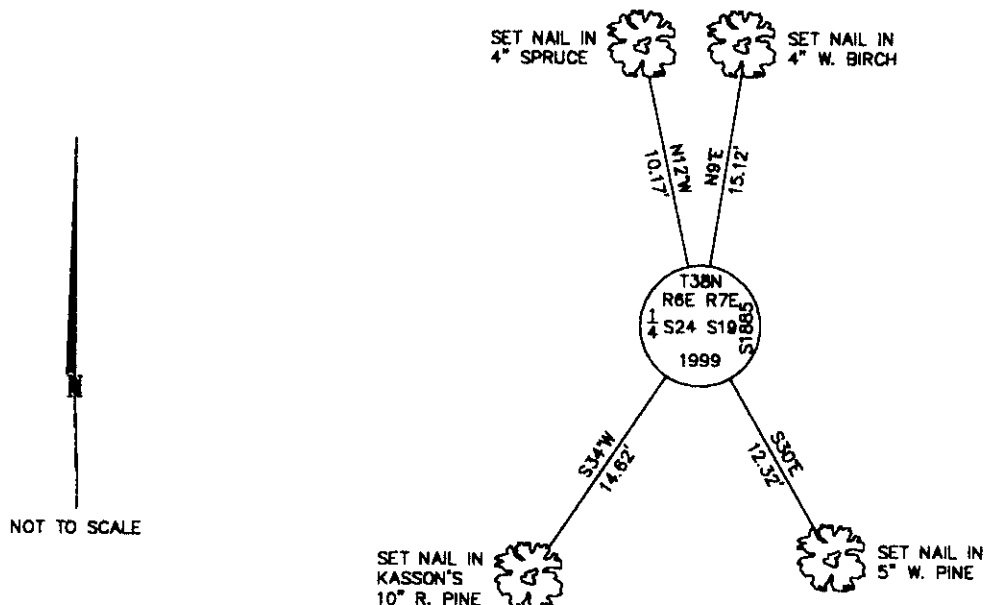 SET NAIL IN
4" SPRUCE
SET NAIL IN
4" W. BIRCH
N12°W
10.17'
N9°E
15.12'
T38N
R6E R7E
1/4 S24 S19
S1885
1999
N
NOT TO SCALE
S34°W
14.62'
S30°E
12.32'
SET NAIL IN
KASSON'S
10" R. PINE
SET NAIL IN
5" W. PINE